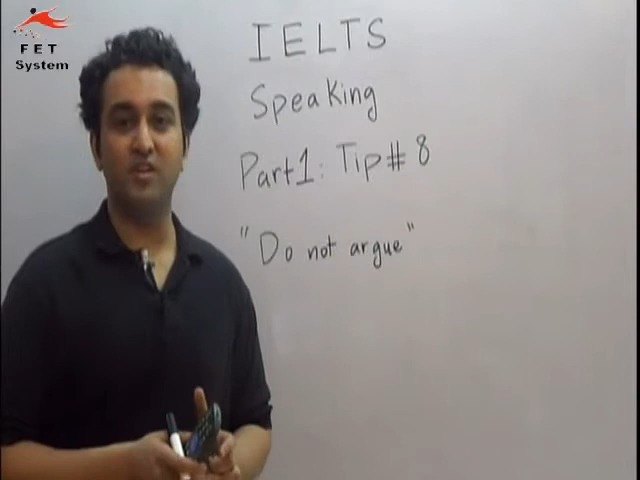 FET
System
IELTS
Speaking
Part1: Tip# 8
"Do not argue"